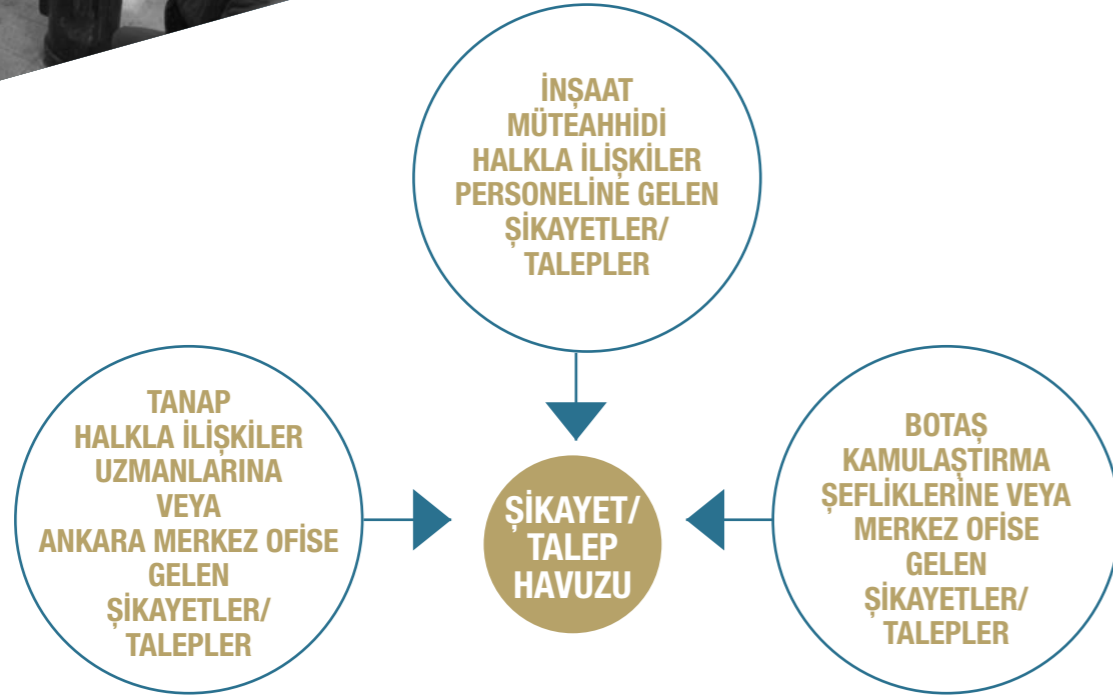 İNŞAAT
MÜTEAHHİDİ
HALKLA İLİŞKİLER
PERSONELİNE GELEN
ŞİKAYETLER/
TALEPLER
TANAP
HALKLA İLİŞKİLER
UZMANLARINA
VEYA
ANKARA MERKEZ OFİSE
GELEN
ŞİKAYETLER/
TALEPLER
ŞİKAYET/
TALEP
HAVUZU
BOTAŞ
KAMULAŞTIRMA
ŞEFLİKLERİNE VEYA
MERKEZ OFİSE
GELEN
ŞİKAYETLER/
TALEPLER